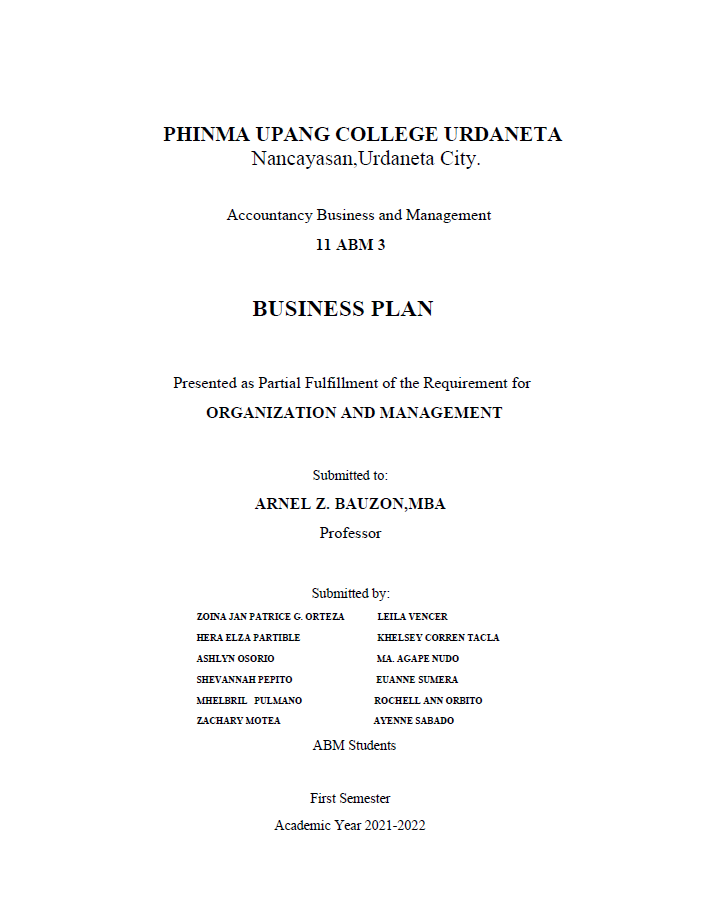 PHINMA UPANG COLLEGE URDANETA
Nancayasan,Urdaneta City.
Accountancy Business and Management
11 ABM 3
BUSINESS PLAN
Presented as Partial Fulfillment of the Requirement for
ORGANIZATION AND MANAGEMENT
Submitted to:
ARNEL Z. BAUZON,MBA
Professor
Submitted by:
ZOINA JAN PATRICE G. ORTEZA LEILA VENCER
HERA ELZA PARTIBLE KHELSEY CORREN TACLA
ASHLYN OSORIO MA. AGAPE NUDO
SHEVANNAH PEPITO EUANNE SUMERA
MHELBRIL PULMANO ROCHELL ANN ORBITO
ZACHARY MOTEA AYENNE SABADO
ABM Students
First Semester
Academic Year 2021-2022